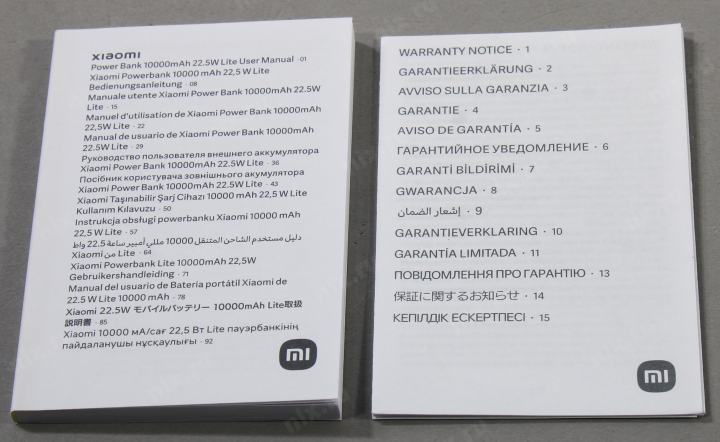 xiaomi
Power Bank 10000mAh 22.5W Lite User Manual · 01
Xiaomi Powerbank 10000 mAh 22,5 W Lite
Bedienungsanleitung · 08
Manuale utente Xiaomi Power Bank 10000mAh 22.5W
Lite · 15
Manuel d'utilisation de Xiaomi Power Bank 10000mAh
22,5W Lite · 22
Manual de usuario de Xiaomi Power Bank 10000mAh
22.5W Lite · 29
Руководство пользователя внешнего аккумулятора
Xiaomi Power Bank 10000mAh 22.5W Lite · 36
Посібник користувача зовнішнього акумулятора
Xiaomi Power Bank 10000mAh 22.5W Lite · 43
Xiaomi Taşınabilir Şarj Cihazı 10000 mAh 22,5 W Lite
Kullanım Kılavuzu · 50
Instrukcja obsługi powerbanku Xiaomi 10000 mAh
22,5 W Lite · 57
دليل مستخدم الشاحن المتنقل 10000 مللي أمبير ساعة 22.5 واط
Lite من Xiaomi · 64
Xiaomi Powerbank Lite 10000mAh 22,5W
Gebruikershandleiding · 71
Manual del usuario de Batería portátil Xiaomi de
22.5 W Lite 10000 mAh · 78
Xiaomi 22.5W モバイルバッテリー 10000mAh Lite取扱
説明書 · 85
Xiaomi 10000 мА/сағ 22,5 Вт Lite пауэрбанкінің
пайдаланушы нұсқаулығы · 92
mi
WARRANTY NOTICE · 1
GARANTIEERKLÄRUNG · 2
AVVISO SULLA GARANZIA · 3
GARANTIE · 4
AVISO DE GARANTÍA · 5
ГАРАНТИЙНОЕ УВЕДОМЛЕНИЕ · 6
GARANTİ BİLDİRİMİ · 7
GWARANCJA · 8
إشعار الضمان · 9
GARANTIEVERKLARING · 10
GARANTÍA LIMITADA · 11
ПОВІДОМЛЕННЯ ПРО ГАРАНТІЮ · 13
保証に関するお知らせ · 14
КЕПІЛДІК ЕСКЕРТПЕСІ · 15
mi